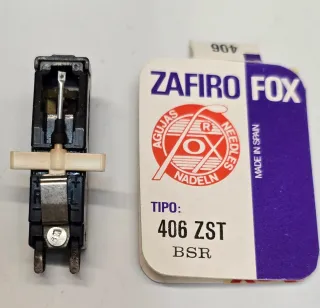 406
ZAFIRO FOX
AGUJAS
NEEDLES
NADELN
FOX
R
MADE IN SPAIN
TIPO:
406 ZST
BSR